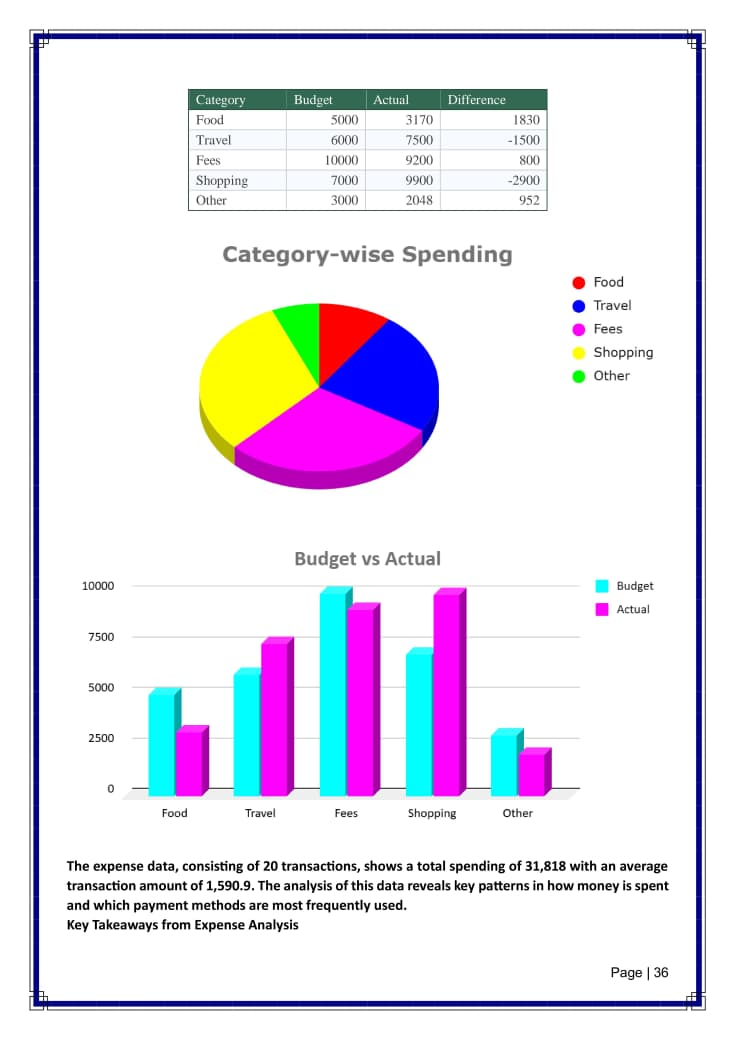 Category Budget Actual Difference
Food 5000 3170 1830
Travel 6000 7500 -1500
Fees 10000 9200 800
Shopping 7000 9900 -2900
Other 3000 2048 952
Category-wise Spending
Food
Travel
Fees
Shopping
Other
Budget vs Actual
10000
7500
5000
2500
0
Food Travel Fees Shopping Other
Budget
Actual
The expense data, consisting of 20 transactions, shows a total spending of 31,818 with an average
transaction amount of 1,590.9. The analysis of this data reveals key patterns in how money is spent
and which payment methods are most frequently used.
Key Takeaways from Expense Analysis
Page | 36